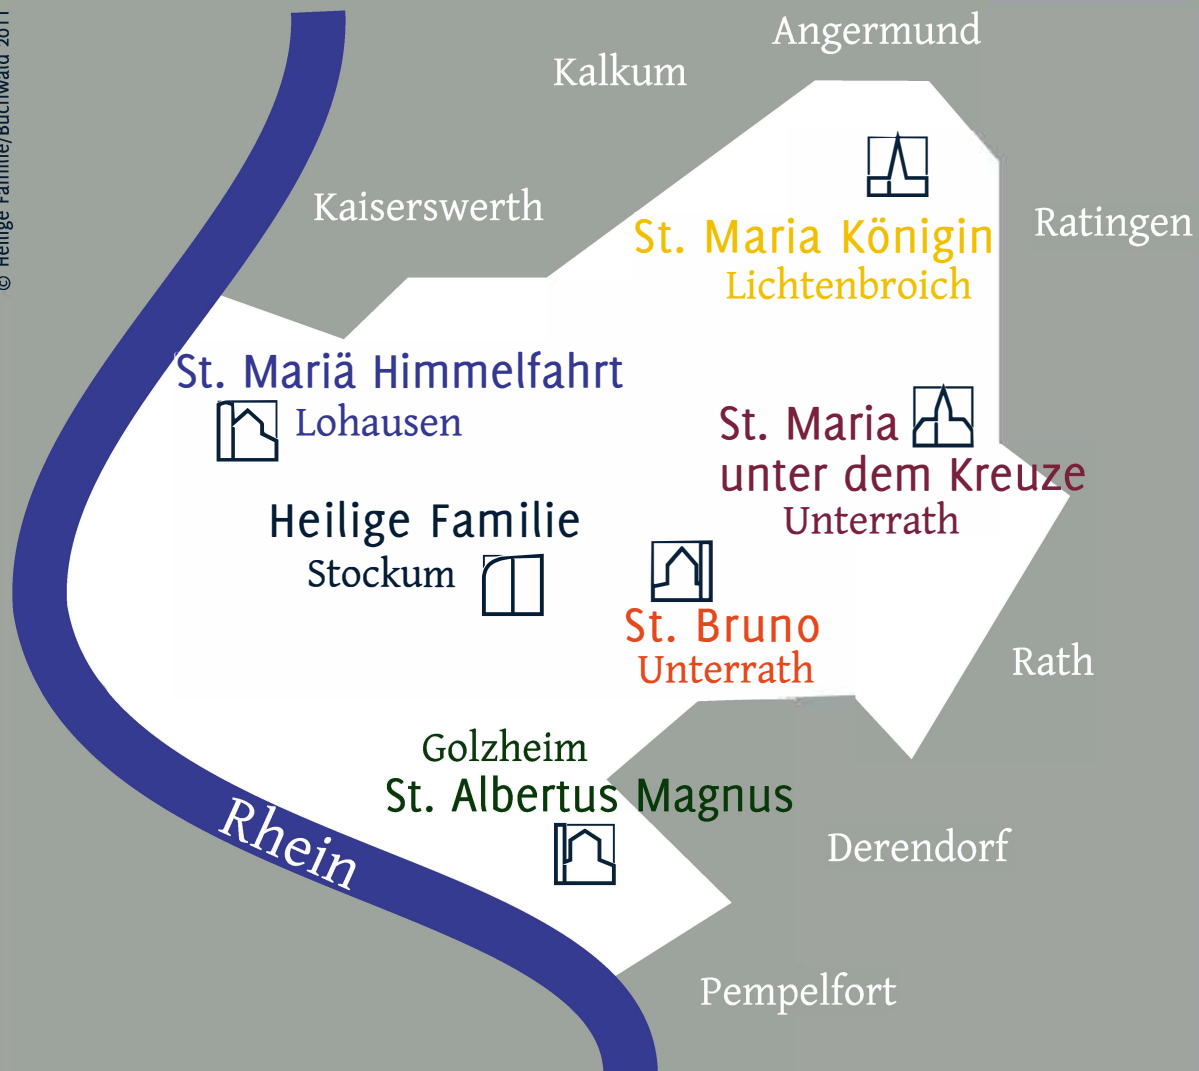 © Heilige Familie/Buchwald 2011
Angermund
Kalkum
Kaiserswerth
Ratingen
St. Maria Königin
Lichtenbroich
St. Mariä Himmelfahrt
Lohausen
St. Maria
unter dem Kreuze
Unterrath
Heilige Familie
Stockum
St. Bruno
Unterrath
Rath
Golzheim
St. Albertus Magnus
Rhein
Derendorf
Pempelfort